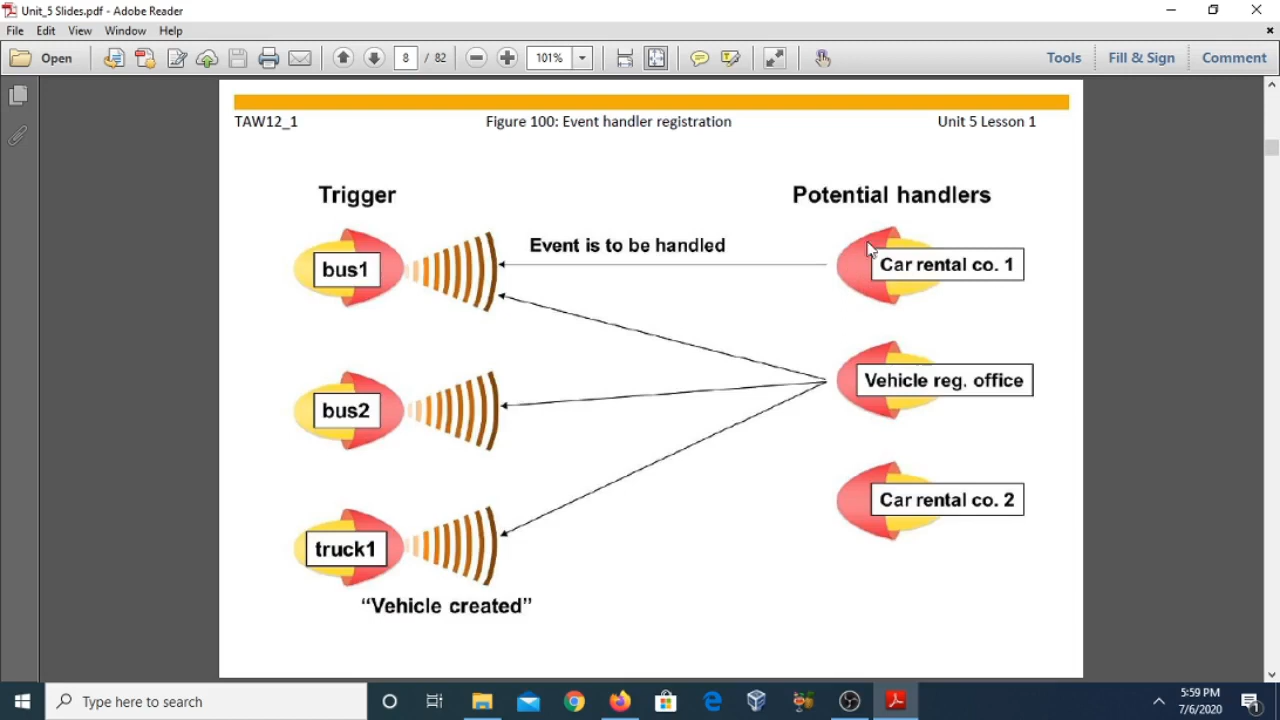 Unit_5 Slides.pdf - Adobe Reader
File Edit View Window Help
Open 8 / 82 101% Tools Fill & Sign Comment
TAW12_1 Figure 100: Event handler registration Unit 5 Lesson 1
Trigger Potential handlers
Event is to be handled
bus1 Car rental co. 1
Vehicle reg. office
bus2
Car rental co. 2
truck1
“Vehicle created”
Type here to search
5:59 PM
7/6/2020
1